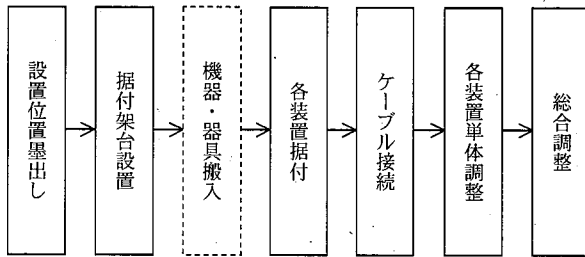 設置位置墨出し
据付架台設置
機器・器具搬入
各装置据付
ケーブル接続
各装置単体調整
総合調整